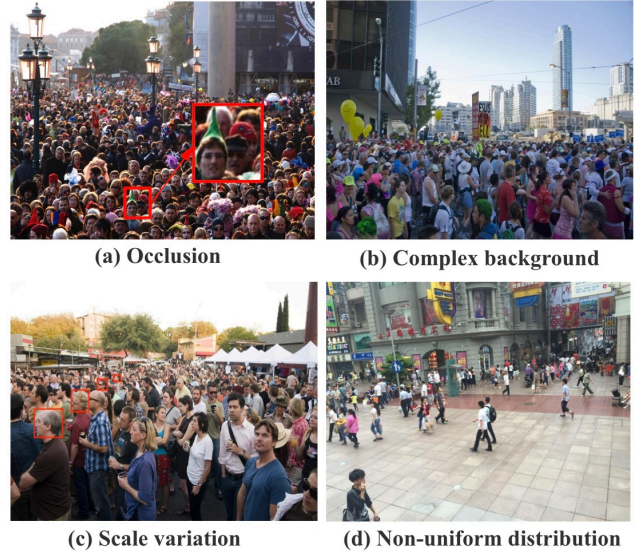 (a) Occlusion
(b) Complex background
(c) Scale variation
(d) Non-uniform distribution